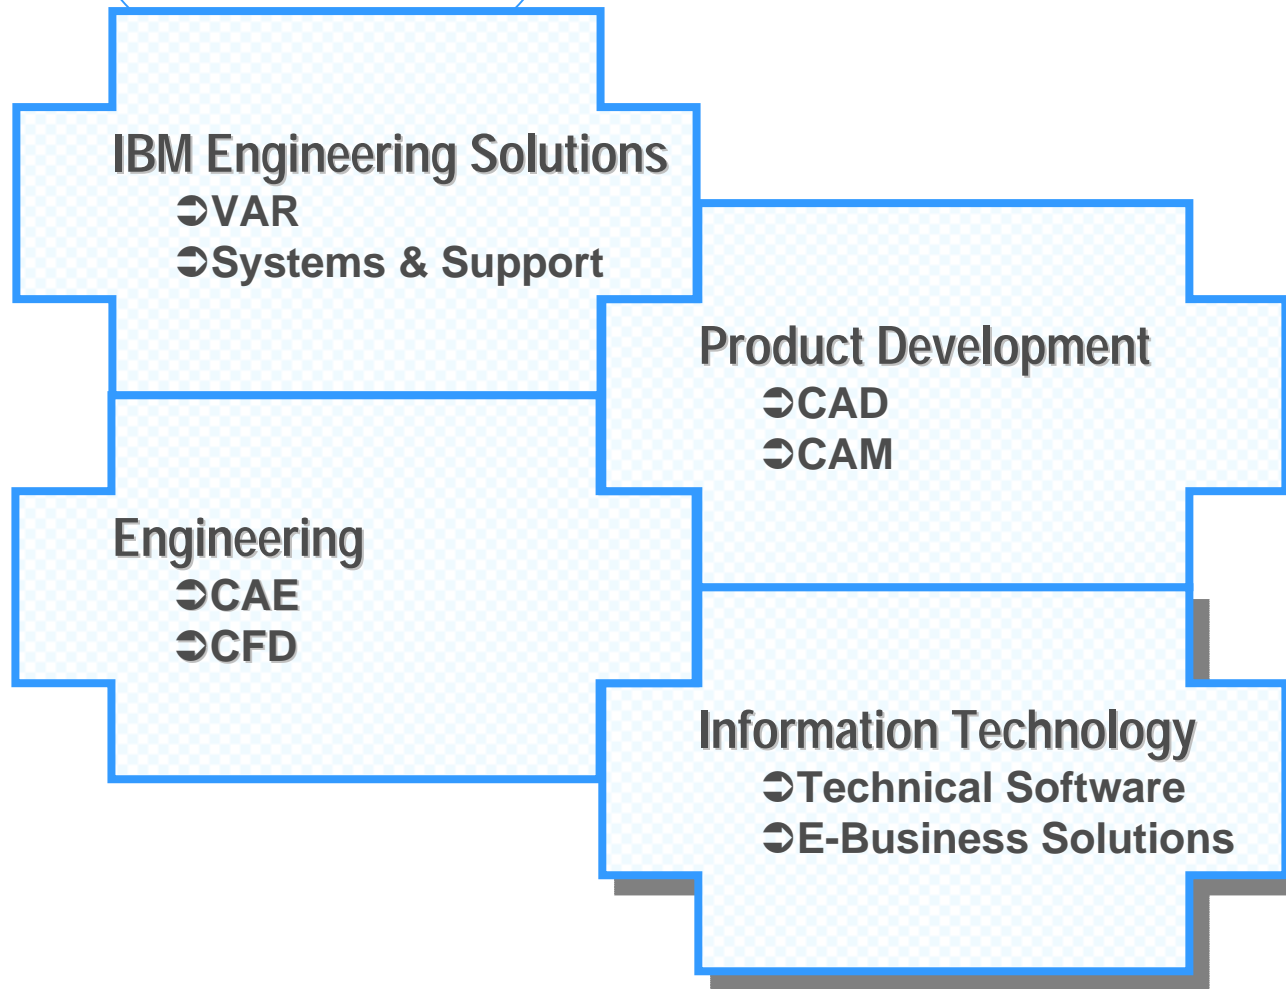 IBM Engineering Solutions
➲VAR
➲Systems & Support
Product Development
➲CAD
➲CAM
Engineering
➲CAE
➲CFD
Information Technology
➲Technical Software
➲E-Business Solutions